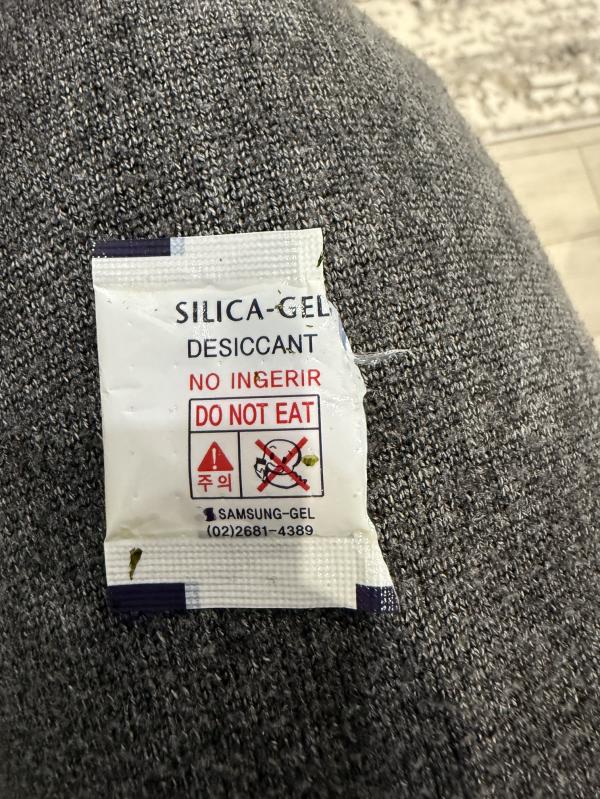 SILICA-GEL
DESICCANT
NO INGERIR
DO NOT EAT
주의
SAMSUNG-GEL
(02)2681-4389